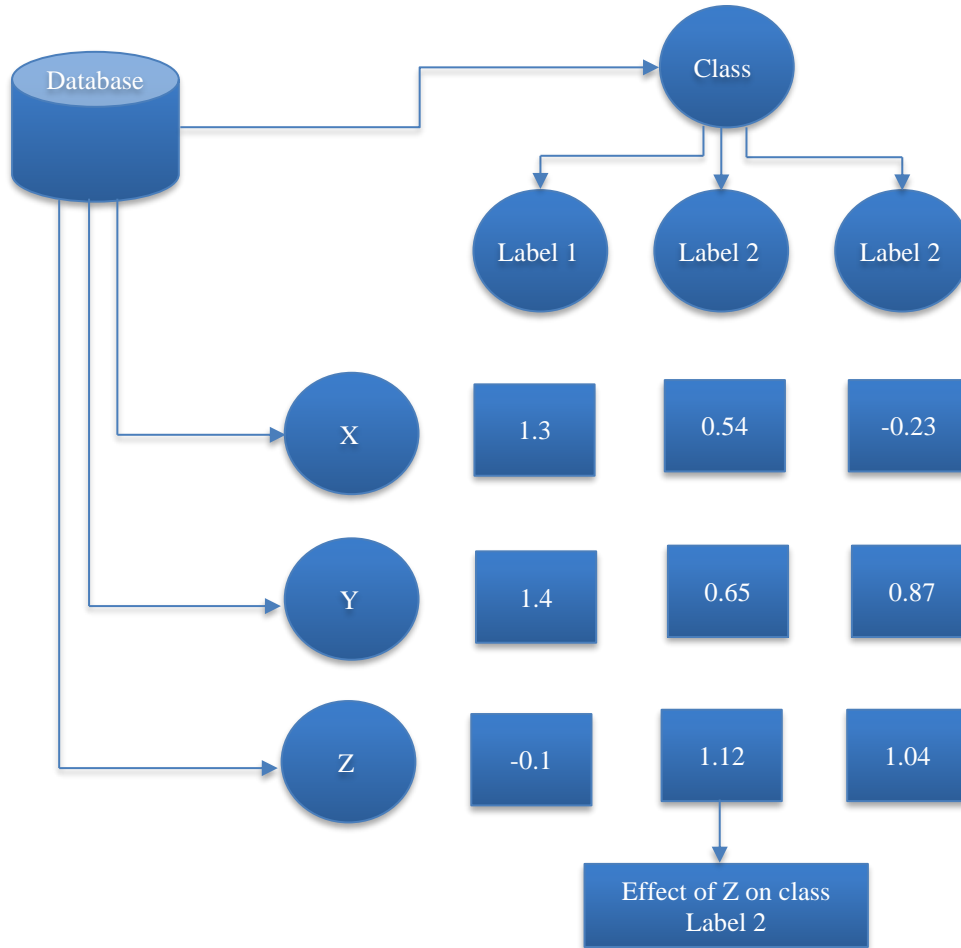 Database
Class
Label 1
Label 2
Label 2
X
1.3
0.54
-0.23
Y
1.4
0.65
0.87
Z
-0.1
1.12
1.04
Effect of Z on class
Label 2